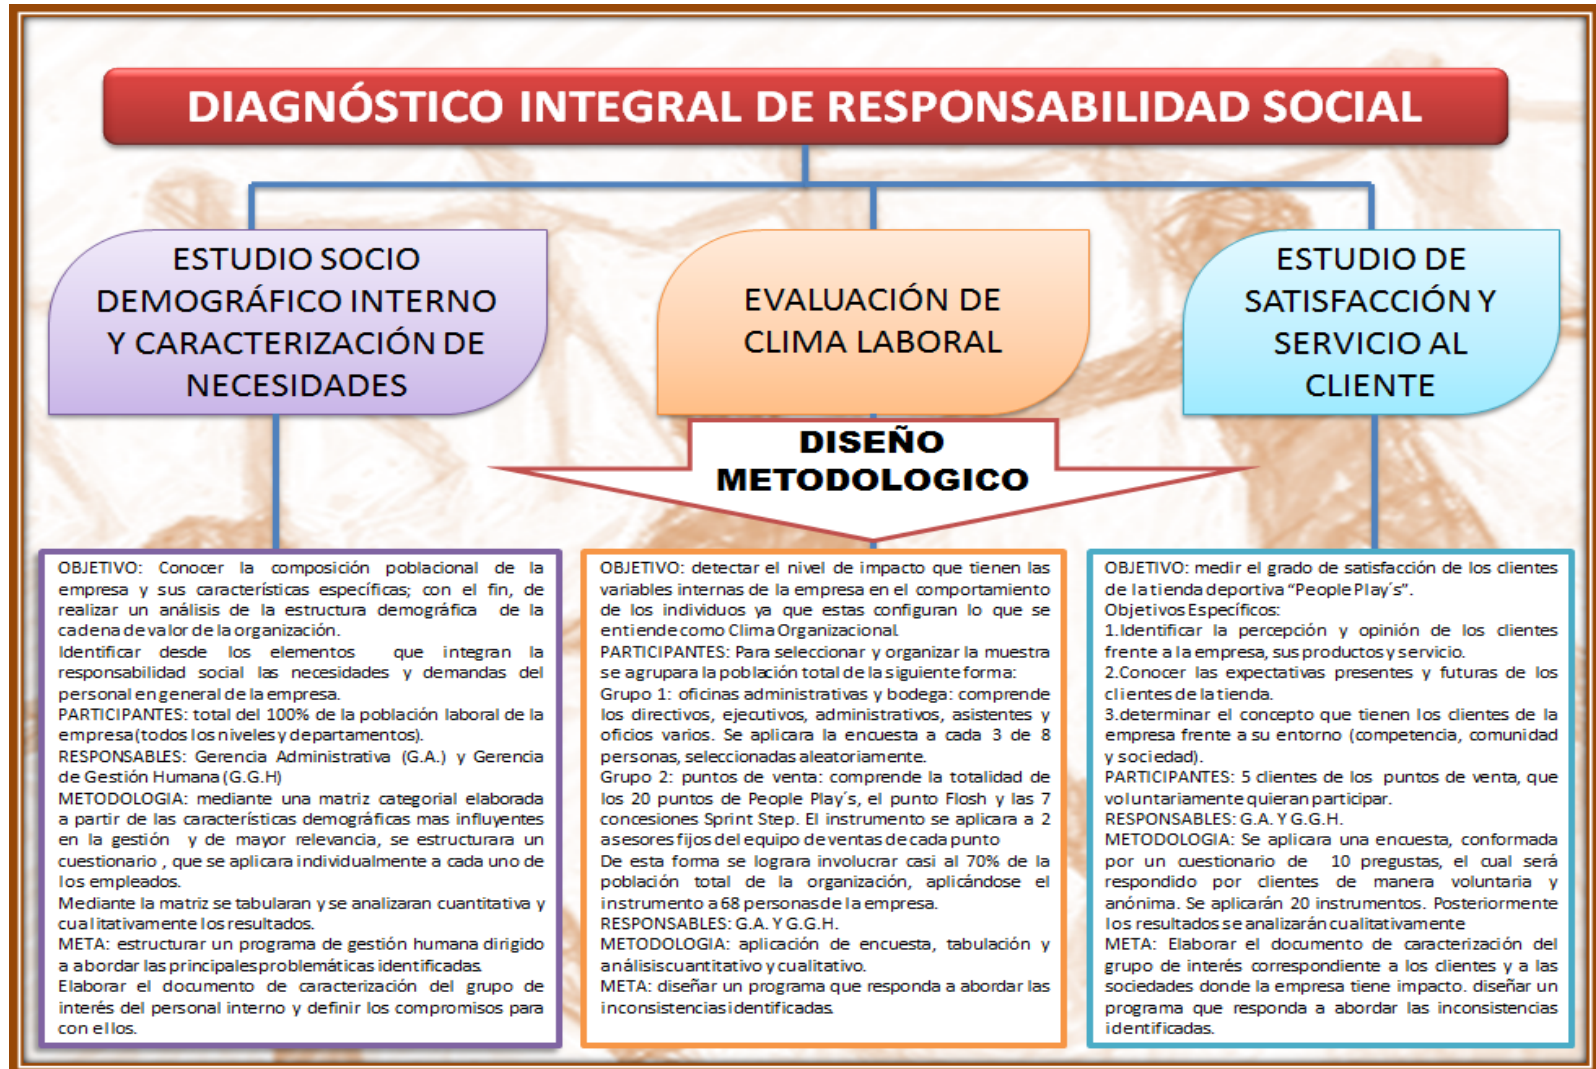 DIAGNÓSTICO INTEGRAL DE RESPONSABILIDAD SOCIAL
ESTUDIO SOCIO
DEMOGRÁFICO INTERNO
Y CARACTERIZACIÓN DE
NECESIDADES
EVALUACIÓN DE
CLIMA LABORAL
ESTUDIO DE
SATISFACCIÓN Y
SERVICIO AL
CLIENTE
DISEÑO
METODOLOGICO
OBJETIVO: Conocer la composición poblacional de la
empresa y sus características específicas; con el fin, de
realizar un análisis de la estructura demográfica de la
cadena de valor de la organización.
Identificar desde los elementos que integran la
responsabilidad social las necesidades y demandas del
personal en general de la empresa.
PARTICIPANTES: total del 100% de la población laboral de la
empresa(todos los niveles y departamentos).
RESPONSABLES: Gerencia Administrativa (G.A.) y Gerencia
de Gestión Humana (G.G.H)
METODOLOGIA: mediante una matriz categorial elaborada
a partir de las características demográficas mas influyentes
en la gestión y de mayor relevancia, se estructurara un
cuestionario , que se aplicara individualmente a cada uno de
los empleados.
Mediante la matriz se tabularan y se analizaran cuantitativa y
cualitativamente los resultados.
META: estructurar un programa de gestión humana dirigido
a abordar las principales problemáticas identificadas.
Elaborar el documento de caracterización del grupo de
interés del personal interno y definir los compromisos para
con ellos.
OBJETIVO: detectar el nivel de impacto que tienen las
variables internas de la empresa en el comportamiento
de los individuos ya que estas configuran lo que se
entiende como Clima Organizacional.
PARTICIPANTES: Para seleccionar y organizar la muestra
se agrupara la población total de la siguiente forma:
Grupo 1: oficinas administrativas y bodega: comprende
los directivos, ejecutivos, administrativos, asistentes y
oficios varios. Se aplicara la encuesta a cada 3 de 8
personas, seleccionadas aleatoriamente.
Grupo 2: puntos de venta: comprende la totalidad de
los 20 puntos de People Play´s, el punto Flosh y las 7
concesiones Sprint Step. El instrumento se aplicara a 2
asesores fijos del equipo de ventas de cada punto
De esta forma se lograra involucrar casi al 70% de la
población total de la organización, aplicándose el
instrumento a 68 personas de la empresa.
RESPONSABLES: G.A. Y G.G.H.
METODOLOGIA: aplicación de encuesta, tabulación y
análisis cuantitativo y cualitativo.
META: diseñar un programa que responda a abordar las
inconsistencias identificadas.
OBJETIVO: medir el grado de satisfacción de los clientes
de la tienda deportiva "People Play´s".
Objetivos Específicos:
1.Identificar la percepción y opinión de los clientes
frente a la empresa, sus productos y servicio.
2.Conocer las expectativas presentes y futuras de los
clientes de la tienda.
3.determinar el concepto que tienen los clientes de la
empresa frente a su entorno (competencia, comunidad
y sociedad).
PARTICIPANTES: 5 clientes de los puntos de venta, que
voluntariamente quieran participar.
RESPONSABLES: G.A. Y G.G.H.
METODOLOGIA: Se aplicara una encuesta, conformada
por un cuestionario de 10 pregustas, el cual será
respondido por clientes de manera voluntaria y
anónima. Se aplicarán 20 instrumentos. Posteriormente
los resultados se analizarán cualitativamente
META: Elaborar el documento de caracterización del
grupo de interés correspondiente a los clientes y a las
sociedades donde la empresa tiene impacto. diseñar un
programa que responda a abordar las inconsistencias
identificadas.